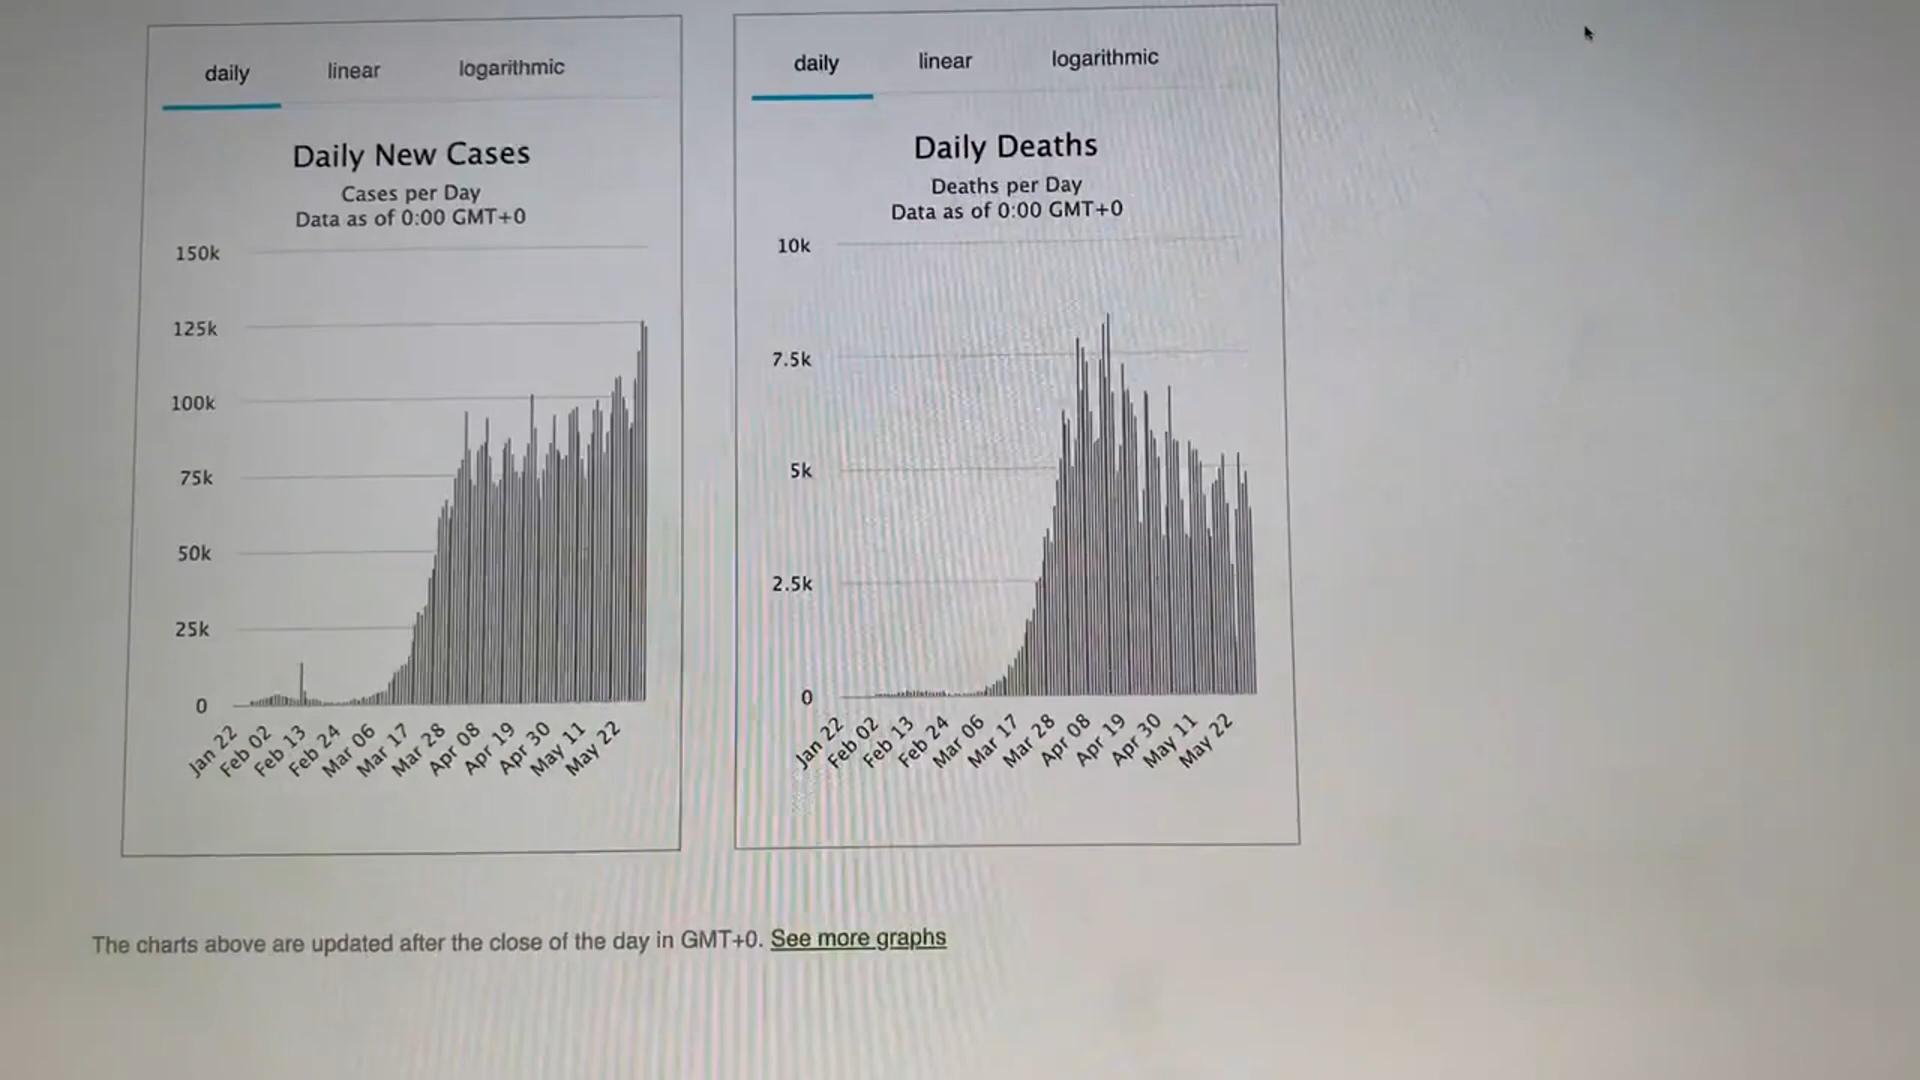 daily linear logarithmic
Daily New Cases
Cases per Day
Data as of 0:00 GMT+0
150k
125k
100k
75k
50k
25k
0
Jan 22
Feb 02
Feb 13
Feb 24
Mar 06
Mar 17
Mar 28
Apr 08
Apr 19
Apr 30
May 11
May 22
daily linear logarithmic
Daily Deaths
Deaths per Day
Data as of 0:00 GMT+0
10k
7.5k
5k
2.5k
0
Jan 22
Feb 02
Feb 13
Feb 24
Mar 06
Mar 17
Mar 28
Apr 08
Apr 19
Apr 30
May 11
May 22
The charts above are updated after the close of the day in GMT+0. See more graphs